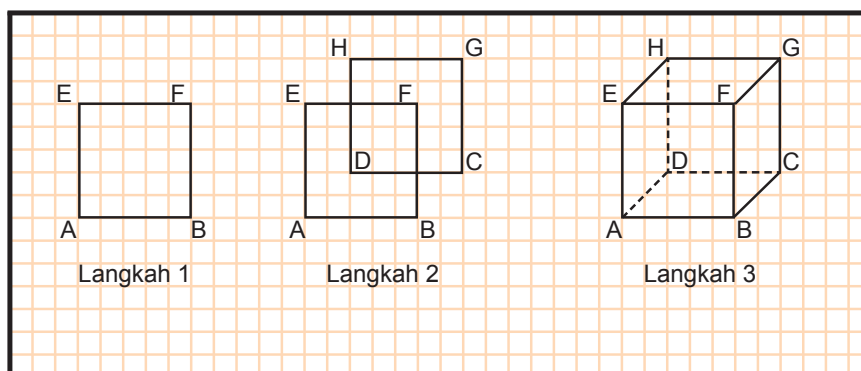 H G H G
E F E F E F
D C D C
A B A B A B
Langkah 1 Langkah 2 Langkah 3